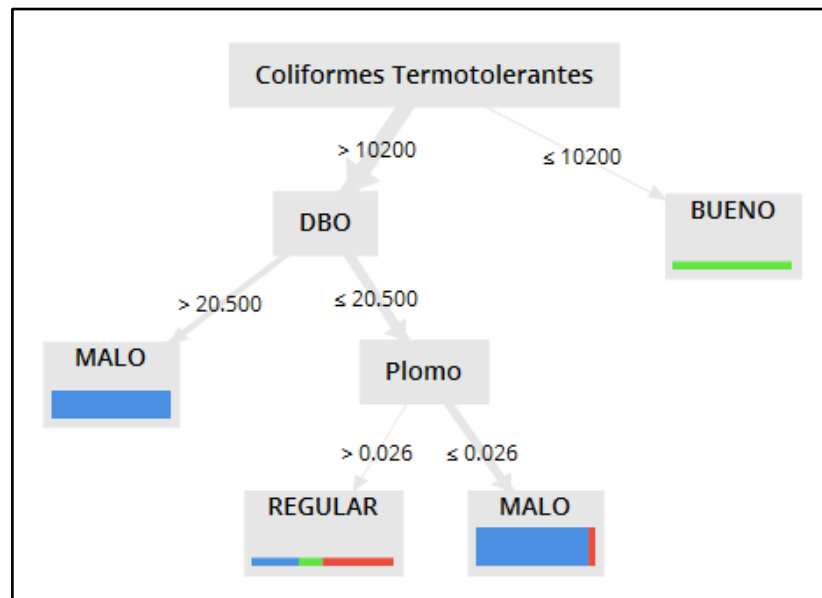 Coliformes Termotolerantes
> 10200
≤ 10200
DBO
BUENO
> 20.500
≤ 20.500
MALO
Plomo
> 0.026
≤ 0.026
REGULAR
MALO